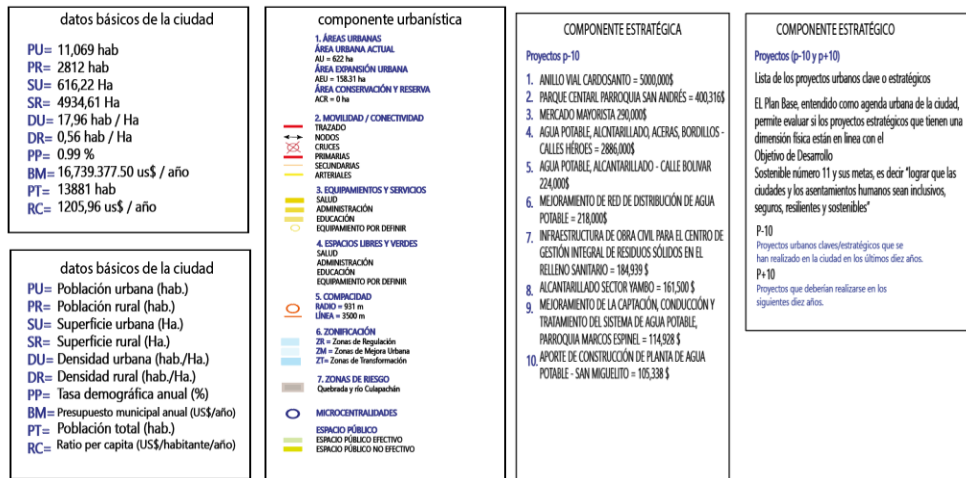 datos básicos de la ciudad
PU= 11,069 hab
PR= 2812 hab
SU= 616,22 Ha
SR= 4934,61 Ha
DU= 17,96 hab / Ha
DR= 0,56 hab / Ha
PP= 0.99 %
BM= 16,739.377.50 us$ / año
PT= 13881 hab
RC= 1205,96 us$ / año
datos básicos de la ciudad
PU= Población urbana (hab.)
PR= Población rural (hab.)
SU= Superficie urbana (Ha.)
SR= Superficie rural (Ha.)
DU= Densidad urbana (hab./Ha.)
DR= Densidad rural (hab./Ha.)
PP= Tasa demográfica anual (%)
BM= Presupuesto municipal anual (US$/año)
PT= Población total (hab.)
RC= Ratio per capita (US$/habitante/año)
componente urbanística
1. ÁREAS URBANAS
ÁREA URBANA ACTUAL
AU = 622 ha
ÁREA EXPANSIÓN URBANA
AEU = 158.31 ha
ÁREA CONSERVACIÓN Y RESERVA
ACR = 0 ha
2. MOVILIDAD / CONECTIVIDAD
TRAZADO
NODOS
CRUCES
PRIMARIAS
SECUNDARIAS
ARTERIALES
3. EQUIPAMIENTOS Y SERVICIOS
SALUD
ADMINISTRACIÓN
EDUCACIÓN
EQUIPAMIENTO POR DEFINIR
4. ESPACIOS LIBRES Y VERDES
SALUD
ADMINISTRACIÓN
EDUCACIÓN
EQUIPAMIENTO POR DEFINIR
5. COMPACIDAD
RADIO = 931 m
LÍNEA = 3500 m
6. ZONIFICACIÓN
ZR = Zonas de Regulación
ZM = Zonas de Mejora Urbana
ZT= Zonas de Transformación
7. ZONAS DE RIESGO
Quebrada y río Culapachán
MICROCENTRALIDADES
ESPACIO PÚBLICO
ESPACIO PÚBLICO EFECTIVO
ESPACIO PÚBLICO NO EFECTIVO
COMPONENTE ESTRATÉGICA
Proyectos p-10
1. ANILLO VIAL CARDOSANTO = 5000,000$
2. PARQUE CENTARL PARROQUIA SAN ANDRÉS = 400,316$
3. MERCADO MAYORISTA 290,000$
4. AGUA POTABLE, ALCNTARILLADO, ACERAS, BORDILLOS -
CALLES HÉROES = 2886,000$
5. AGUA POTABLE, ALCANTARILLADO - CALLE BOLIVAR
224,000$
6. MEJORAMIENTO DE RED DE DISTRIBUCIÓN DE AGUA
POTABLE = 218,000$
7. INFRAESTRUCTURA DE OBRA CIVIL PARA EL CENTRO DE
GESTIÓN INTEGRAL DE RESIDUOS SÓLIDOS EN EL
RELLENO SANITARIO = 184,939 $
8. ALCANTARILLADO SECTOR YAMBO = 161,500 $
9. MEJORAMIENTO DE LA CAPTACIÓN, CONDUCCIÓN Y
TRATAMIENTO DEL SISTEMA DE AGUA POTABLE,
PARROQUIA MARCOS ESPINEL = 114,928 $
10. APORTE DE CONSTRUCCIÓN DE PLANTA DE AGUA
POTABLE - SAN MIGUELITO = 105,338 $
COMPONENTE ESTRATÉGICO
Proyectos (p-10 y p+10)
Lista de los proyectos urbanos clave o estratégicos
EL Plan Base, entendido como agenda urbana de la ciudad,
permite evaluar si los proyectos estratégicos que tienen una
dimensión física están en linea con el
Objetivo de Desarrollo
Sostenible número 11 y sus metas, es decir "lograr que las
ciudades y los asentamientos humanos sean inclusivos,
seguros, resilientes y sostenibles"
P-10
Proyectos urbanos claves/estratégicos que se
han realizado en la ciudad en los últimos diez años.
P+10
Proyectos que deberían realizarse en los
siguientes diez años.